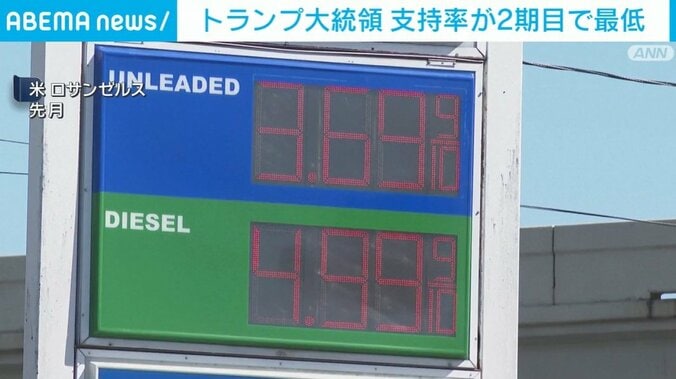 ABEMA news/
トランプ大統領 支持率が2期目で最低
ANN
米 ロサンゼルス
先月
UNLEADED
3.69 9/10
DIESEL
4.99 9/10